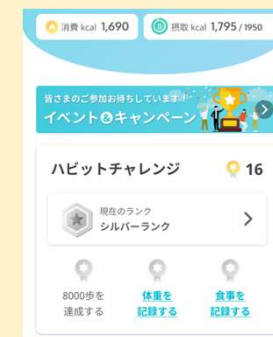 消費 kcal 1,690
摂取 kcal 1,795 / 1950
皆さまのご参加お待ちしています!!
イベント&キャンペーン
ハビットチャレンジ 16
現在のランク
シルバーランク
8000歩を
達成する
体重を
記録する
食事を
記録する